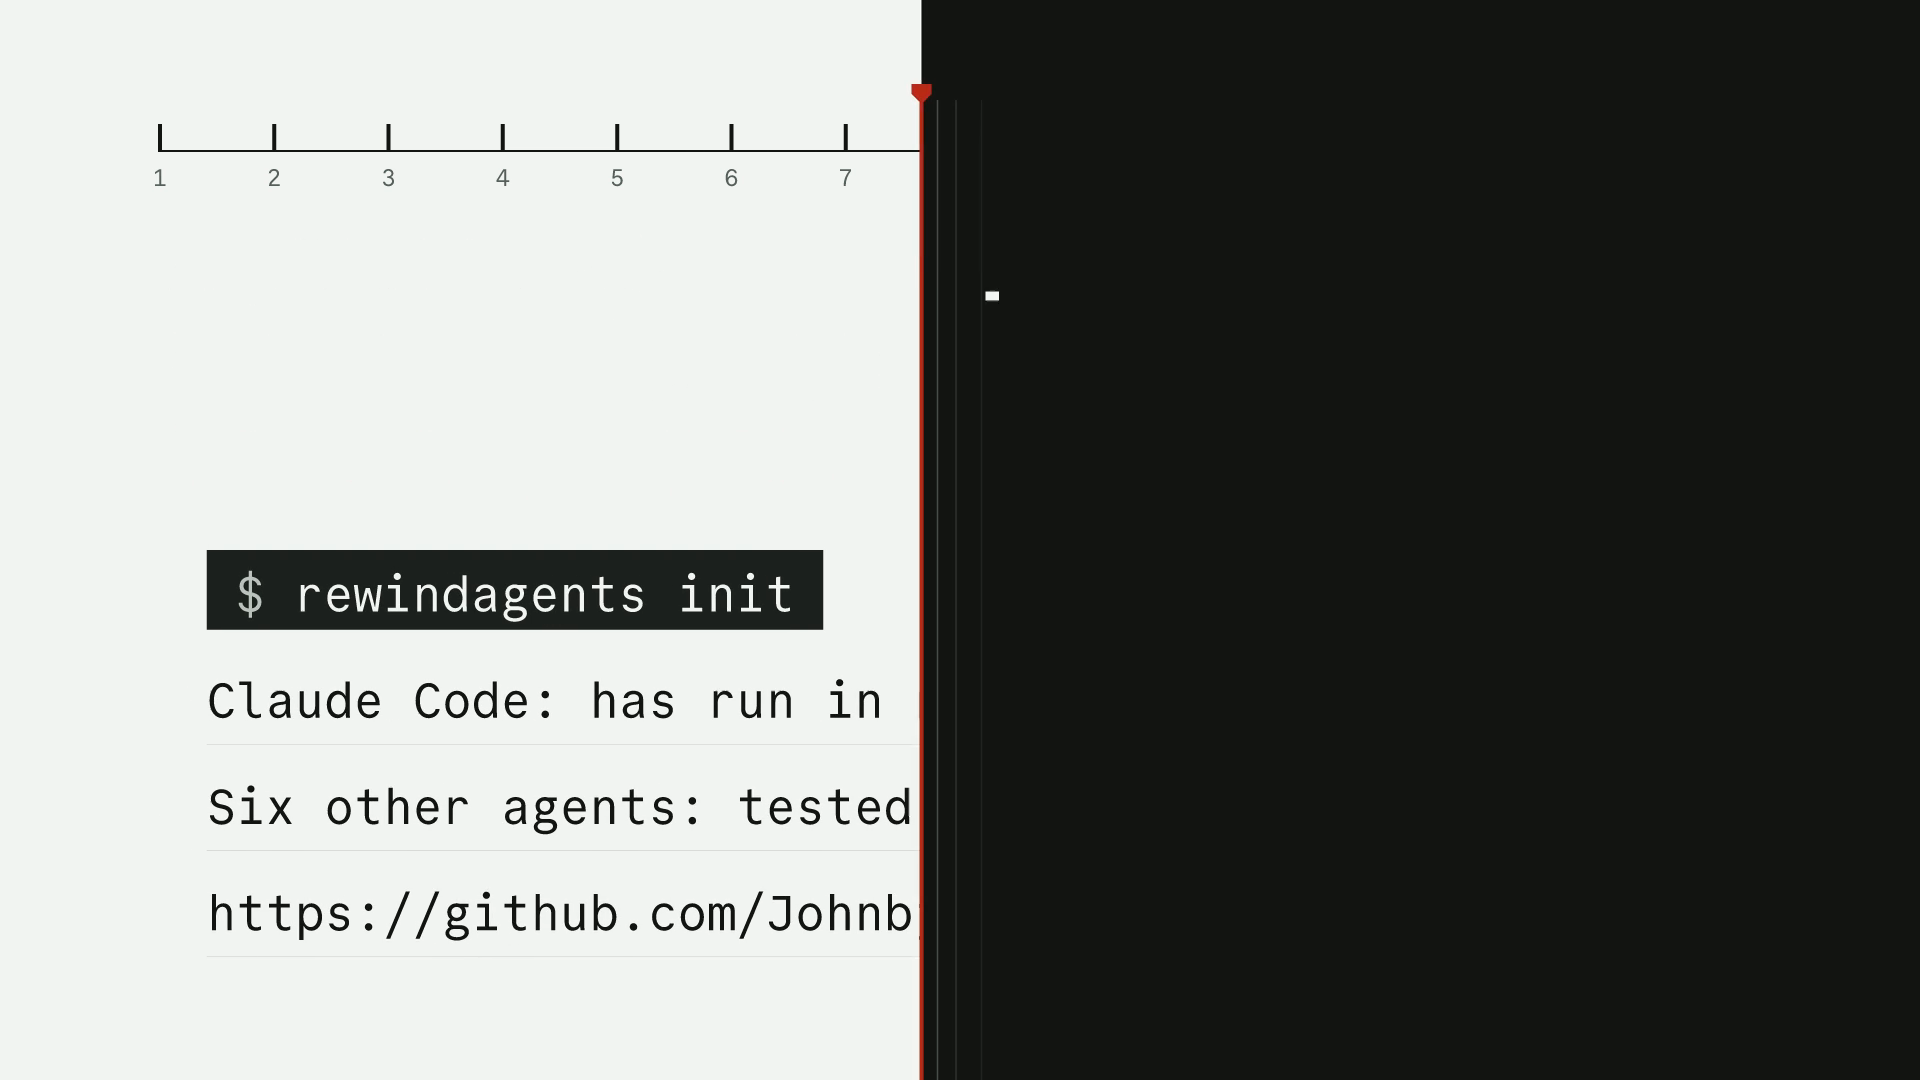 1 2 3 4 5 6 7
$ rewindagents init
Claude Code: has run in
Six other agents: tested
https://github.com/Johnb